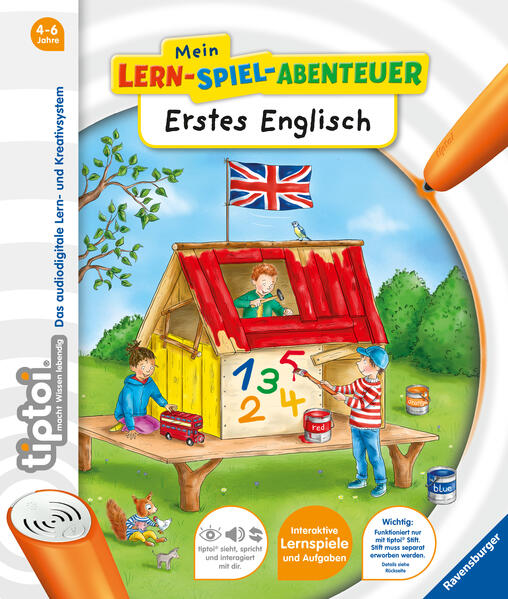 4-6
Jahre
Mein
LERN-SPIEL-ABENTEUER
Erstes Englisch
tiptoi
Das audiodigitale Lern- und Kreativsystem
tiptoi®
macht Wissen lebendig
1 3 5
2 4
red
orange
blue
tiptoi® sieht, spricht
und interagiert
mit dir.
Interaktive
Lernspiele
und Aufgaben
Wichtig:
Funktioniert nur
mit tiptoi® Stift.
Stift muss separat
erworben werden.
Details siehe
Rückseite
Ravensburger